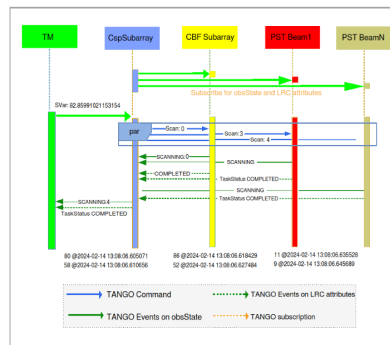 TM
CspSubarray
CBF Subarray
PST Beam1
PST BeamN
Subscribe for obsState and LRC attributes
SVar: 82.85991021153154
par
Scan: 0
Scan: 3
Scan: 4
SCANNING:0
SCANNING
COMPLETED
TaskStatus COMPLETED
SCANNING
SCANNING:4
TaskStatus COMPLETED
TaskStatus COMPLETED
80 @2024-02-14 13:08:06.605071
86 @2024-02-14 13:08:06.618429
11 @2024-02-14 13:08:06.635528
58 @2024-02-14 13:08:06.610656
52 @2024-02-14 13:08:06.627484
9 @2024-02-14 13:08:06.645689
TANGO Command
TANGO Events on LRC attributes
TANGO Events on obsState
TANGO subscription